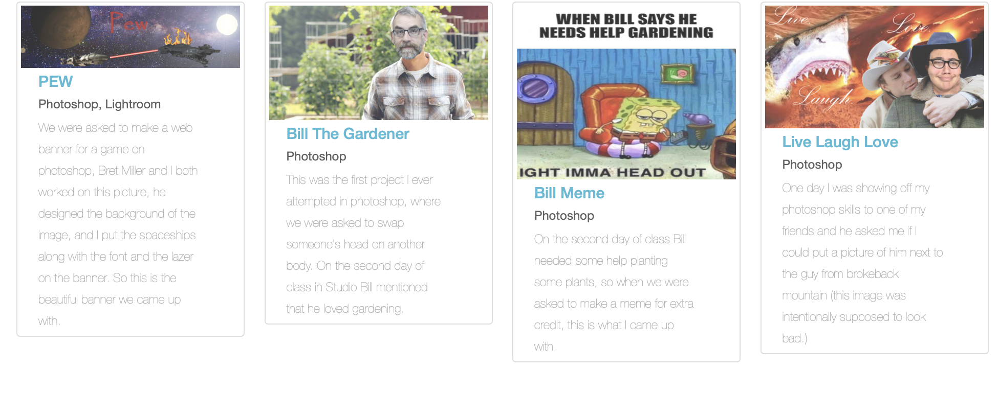 Pew
PEW
Photoshop, Lightroom
We were asked to make a web
banner for a game on
photoshop, Bret Miller and I both
worked on this picture, he
designed the background of the
image, and I put the spaceships
along with the font and the lazer
on the banner. So this is the
beautiful banner we came up
with.
Bill The Gardener
Photoshop
This was the first project I ever
attempted in photoshop, where
we were asked to swap
someone's head on another
body. On the second day of
class in Studio Bill mentioned
that he loved gardening.
WHEN BILL SAYS HE
NEEDS HELP GARDENING
IGHT IMMA HEAD OUT
Bill Meme
Photoshop
On the second day of class Bill
needed some help planting
some plants, so when we were
asked to make a meme for extra
credit, this is what I came up
with.
Live.
Love.
Laugh.
Live Laugh Love
Photoshop
One day I was showing off my
photoshop skills to one of my
friends and he asked me if I
could put a picture of him next to
the guy from brokeback
mountain (this image was
intentionally supposed to look
bad.)